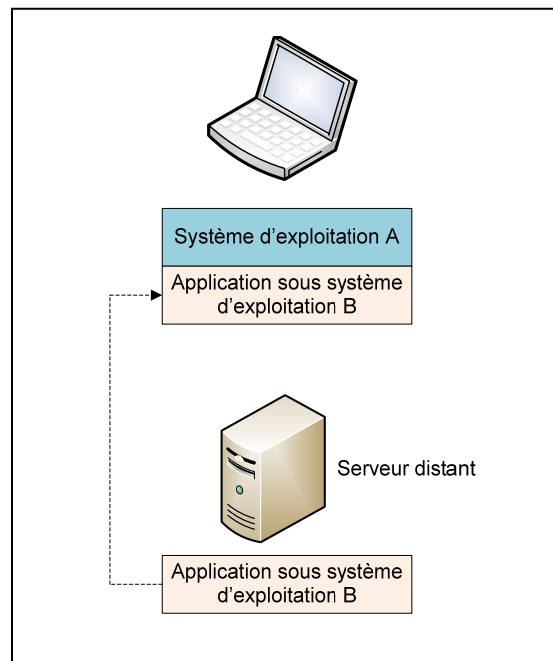 Système d'exploitation A
Application sous système
d'exploitation B
Serveur distant
Application sous système
d'exploitation B